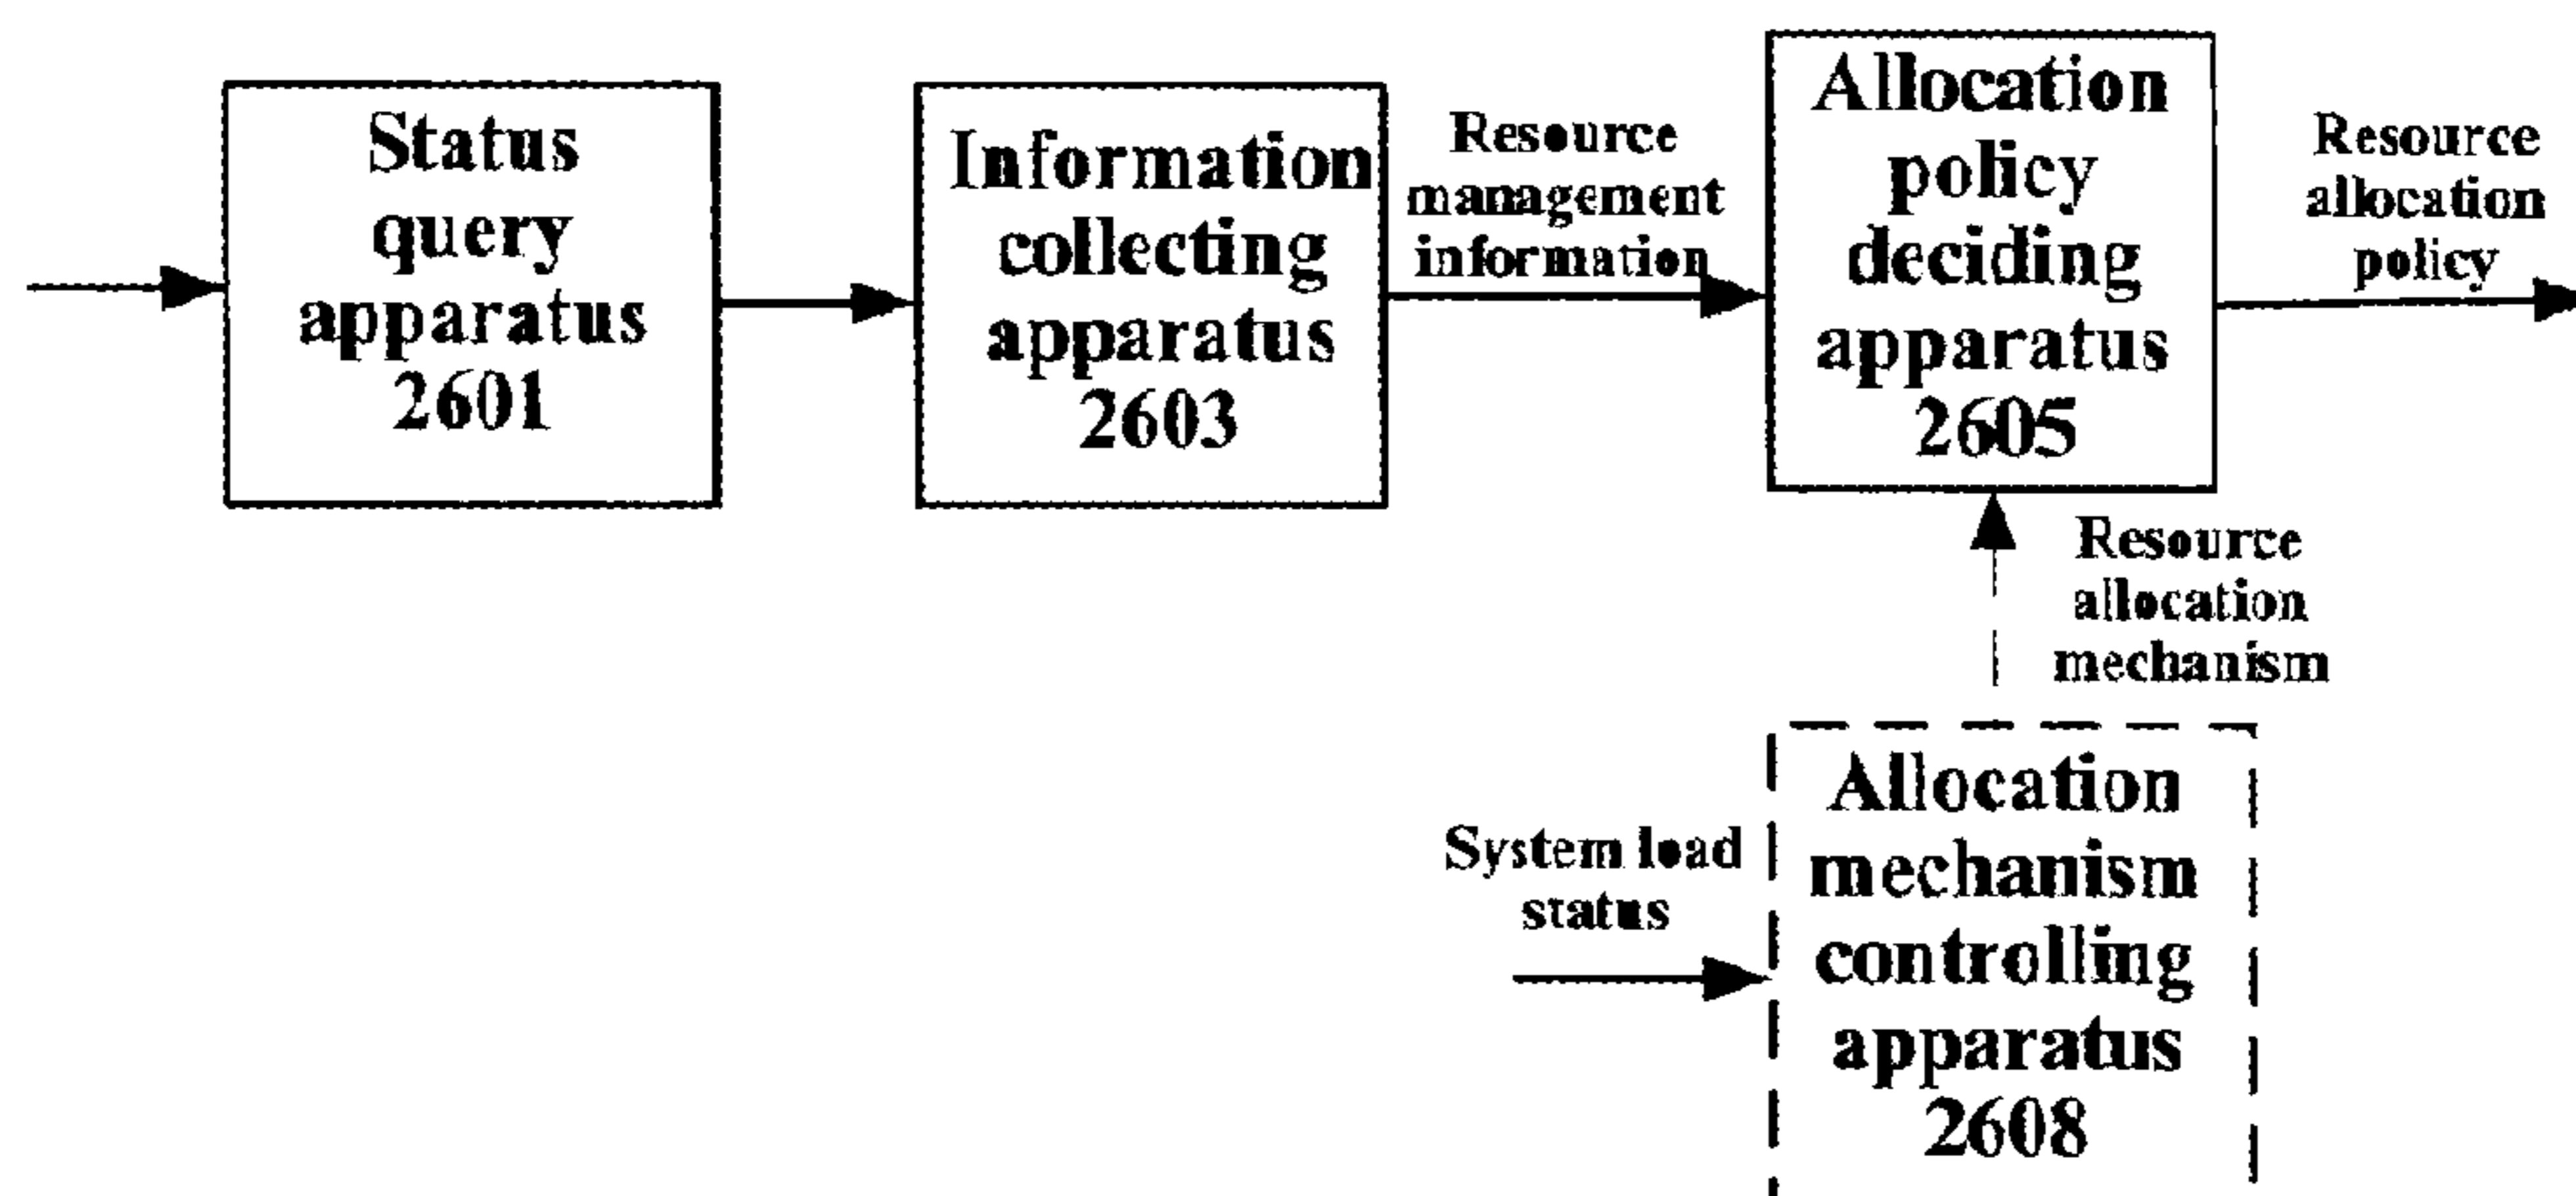 Status
query
apparatus
2601
Information
collecting
apparatus
2603
Resource
management
information
Allocation
policy
deciding
apparatus
2605
Resource
allocation
policy
Resource
allocation
mechanism
System load
status
Allocation
mechanism
controlling
apparatus
2608